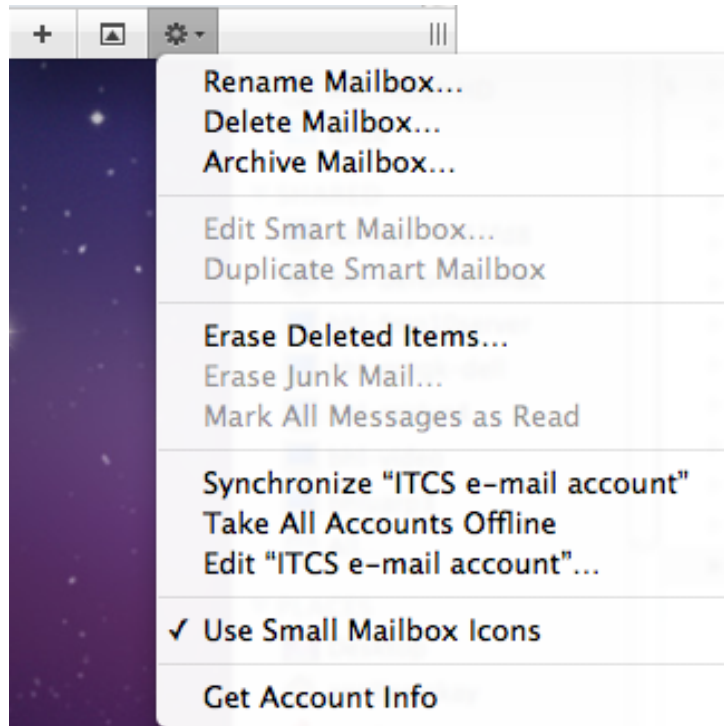 Rename Mailbox...
Delete Mailbox...
Archive Mailbox...
Edit Smart Mailbox...
Duplicate Smart Mailbox
Erase Deleted Items...
Erase Junk Mail...
Mark All Messages as Read
Synchronize “ITCS e-mail account”
Take All Accounts Offline
Edit “ITCS e-mail account”...
✓ Use Small Mailbox Icons
Get Account Info